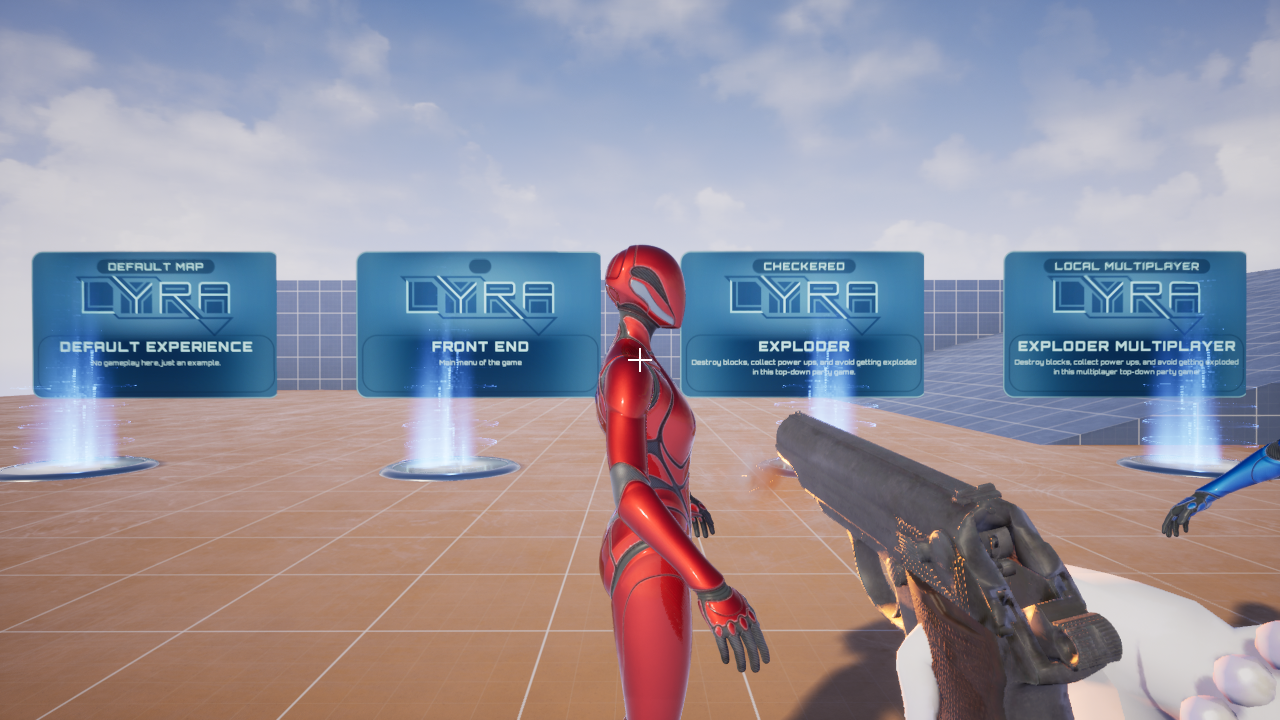 DEFAULT MAP
LYRA
DEFAULT EXPERIENCE
No gameplay here, just an example.
LYRA
FRONT END
Main menu of the game
CHECKERED
LYRA
EXPLODER
Destroy blocks, collect power ups, and avoid getting exploded
in this top-down party game.
LOCAL MULTIPLAYER
LYRA
EXPLODER MULTIPLAYER
Destroy blocks, collect power ups, and avoid getting exploded
in this multiplayer top-down party game